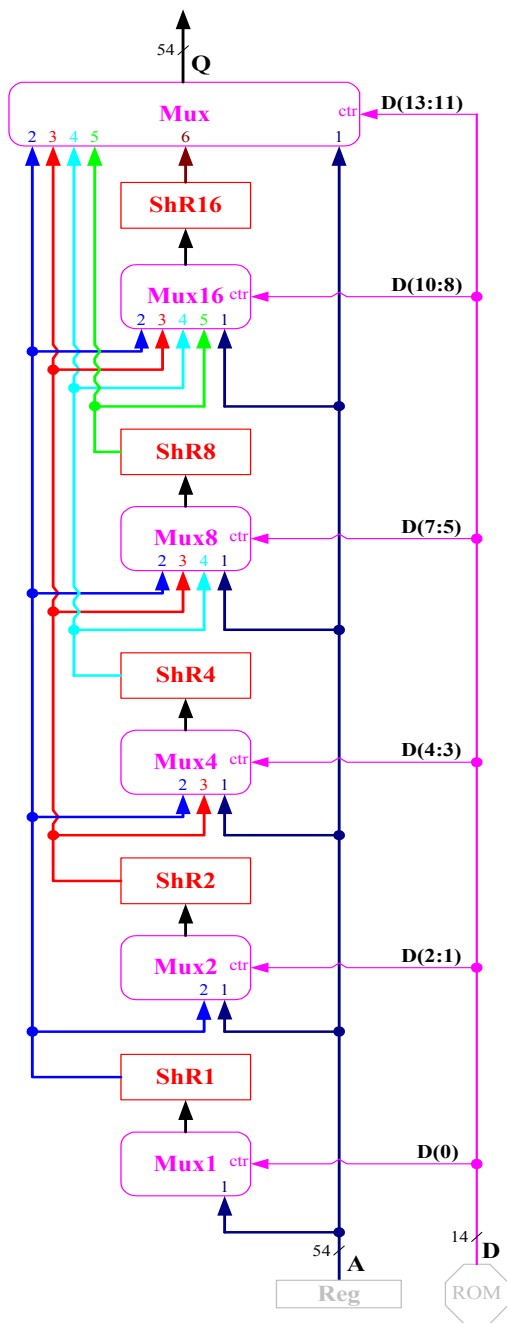 54 Q
Mux ctr D(13:11)
2 3 4 5 6 1
ShR16
Mux16 ctr D(10:8)
2 3 4 5 1
ShR8
Mux8 ctr D(7:5)
2 3 4 1
ShR4
Mux4 ctr D(4:3)
2 3 1
ShR2
Mux2 ctr D(2:1)
2 1
ShR1
Mux1 ctr D(0)
1
54 A 14 D
Reg ROM